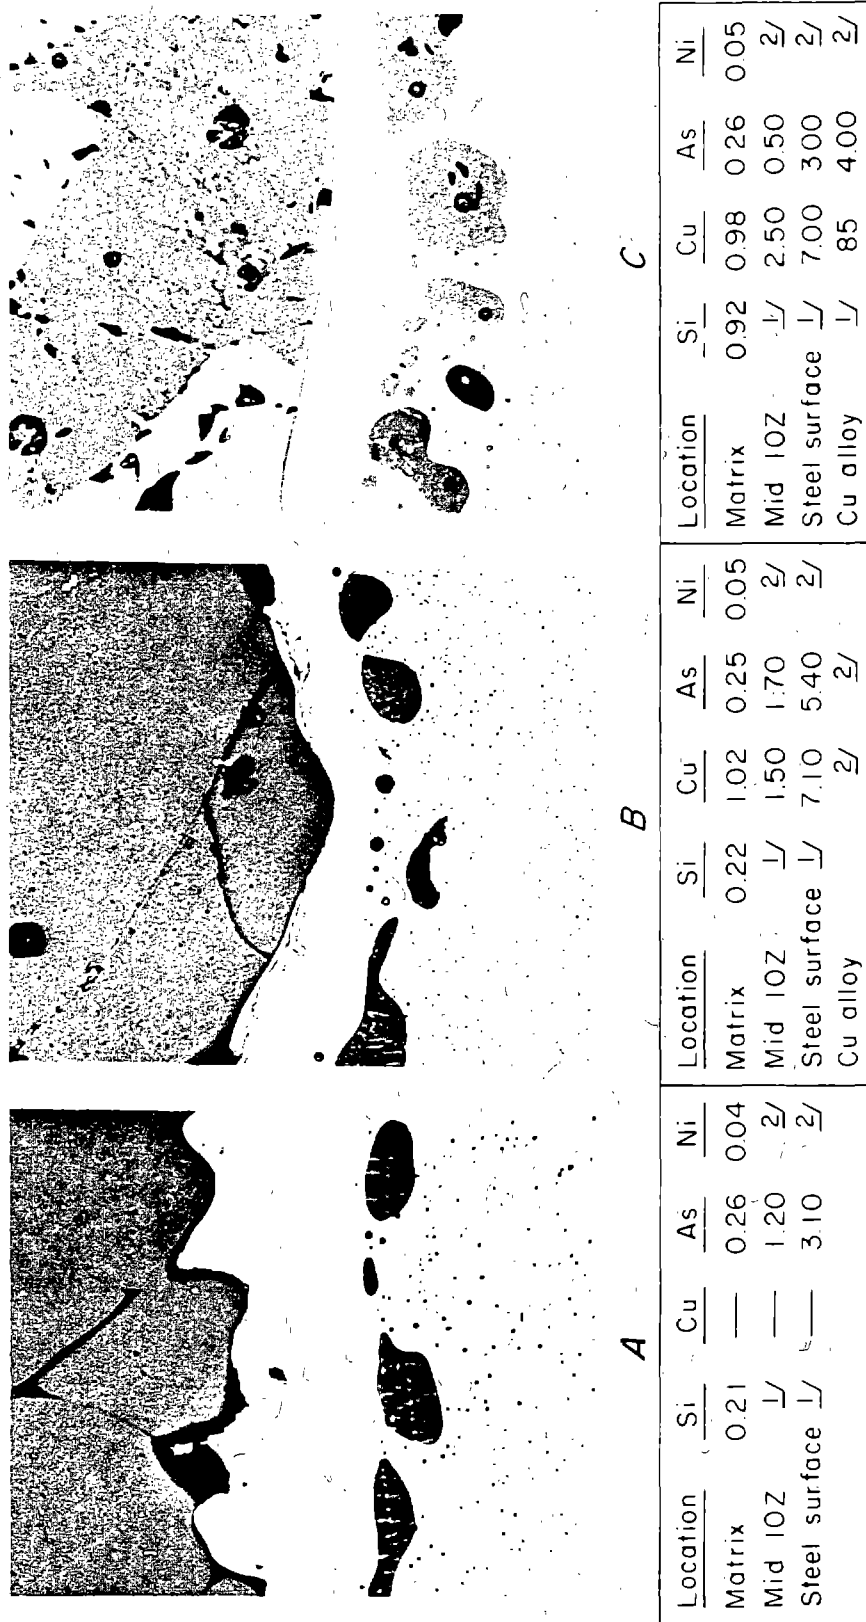 A
Location Si Cu As Ni
Matrix 0.21 — 0.26 0.04
Mid IOZ 1/ — 1.20 2/
Steel surface 1/ — 3.10 2/
B
Location Si Cu As Ni
Matrix 0.22 1.02 0.25 0.05
Mid IOZ 1/ 1.50 1.70 2/
Steel surface 1/ 7.10 5.40 2/
Cu alloy 2/ 2/
C
Location Si Cu As Ni
Matrix 0.92 0.98 0.26 0.05
Mid IOZ 1/ 2.50 0.50 2/
Steel surface 1/ 7.00 300 2/
Cu alloy 1/ 85 4.00 2/